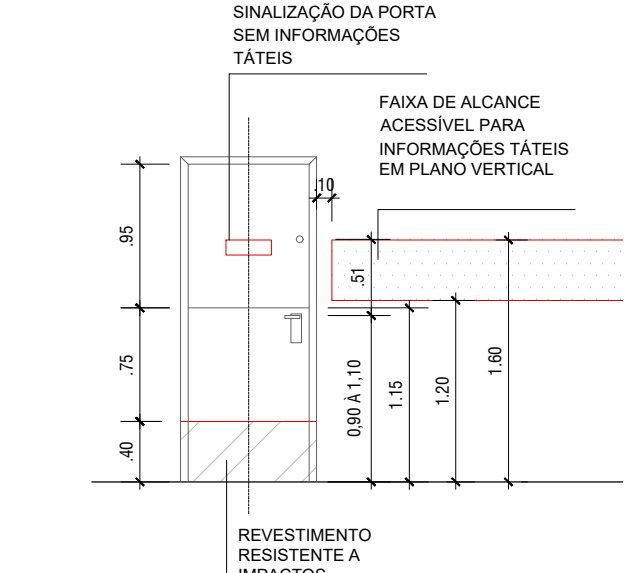 SINALIZAÇÃO DA PORTA
SEM INFORMAÇÕES
TÁTEIS
FAIXA DE ALCANCE
ACESSÍVEL PARA
INFORMAÇÕES TÁTEIS
EM PLANO VERTICAL
.10
.95
.51
.75
0,90 À 1,10
1.15
1.20
1.60
.40
REVESTIMENTO
RESISTENTE A
IMPACTOS